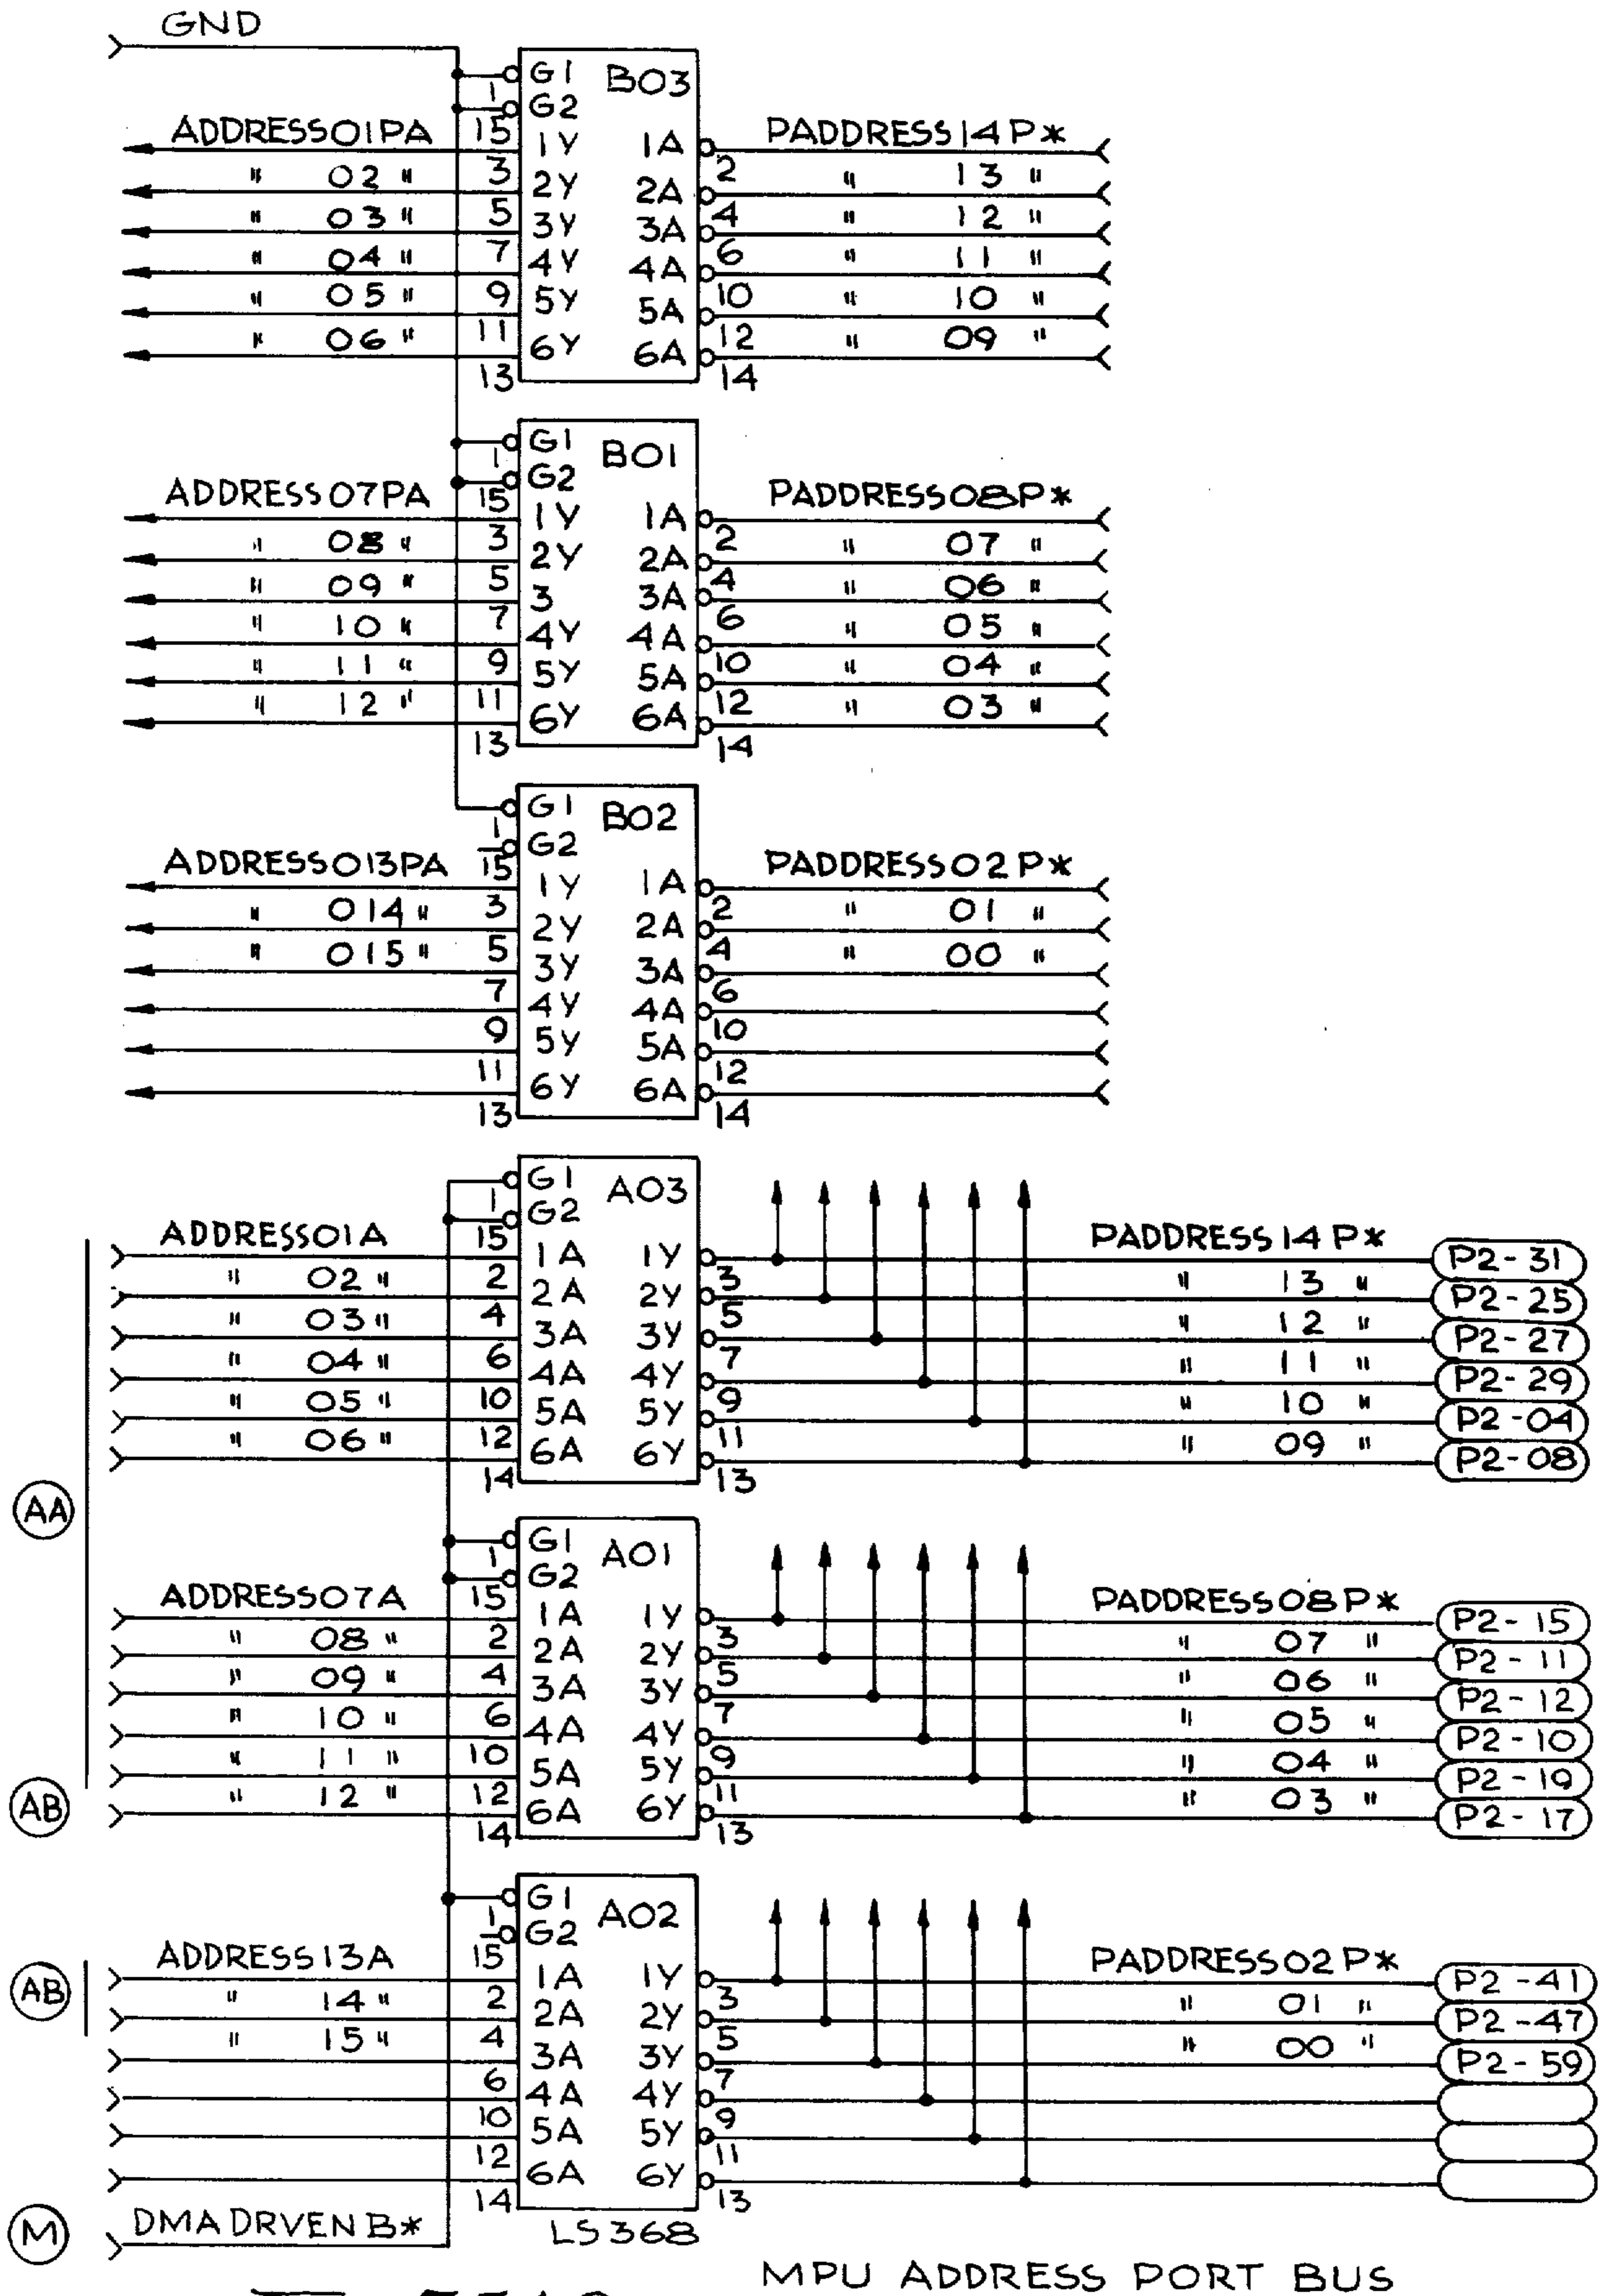 GND
G1 B03
1
G2
ADDRESS01PA 15 1Y 1A PADDRESS14P*
" 02 " 3 2Y 2A 2 " 13 "
" 03 " 5 3Y 3A 4 " 12 "
" 04 " 7 4Y 4A 6 " 11 "
" 05 " 9 5Y 5A 10 " 10 "
" 06 " 11 6Y 6A 12 " 09 "
13 14
G1 B01
1
G2
ADDRESS07PA 15 1Y 1A PADDRESS08P*
" 08 " 3 2Y 2A 2 " 07 "
" 09 " 5 3 3A 4 " 06 "
" 10 " 7 4Y 4A 6 " 05 "
" 11 " 9 5Y 5A 10 " 04 "
" 12 " 11 6Y 6A 12 " 03 "
13 14
G1 B02
1
G2
ADDRESS013PA 15 1Y 1A PADDRESS02P*
" 014 " 3 2Y 2A 2 " 01 "
" 015 " 5 3Y 3A 4 " 00 "
7 4Y 4A 6
9 5Y 5A 10
11 6Y 6A 12
13 14
G1 A03
1
G2
ADDRESS01A 15 1A 1Y PADDRESS14P* P2-31
" 02 " 2 2A 2Y 3 " 13 " P2-25
" 03 " 4 3A 3Y 5 " 12 " P2-27
" 04 " 6 4A 4Y 7 " 11 " P2-29
" 05 " 10 5A 5Y 9 " 10 " P2-04
" 06 " 12 6A 6Y 11 " 09 " P2-08
14 13
AA
G1 A01
1
G2
ADDRESS07A 15 1A 1Y PADDRESS08P* P2-15
" 08 " 2 2A 2Y 3 " 07 " P2-11
" 09 " 4 3A 3Y 5 " 06 " P2-12
" 10 " 6 4A 4Y 7 " 05 " P2-10
" 11 " 10 5A 5Y 9 " 04 " P2-19
AB " 12 " 12 6A 6Y 11 " 03 " P2-17
14 13
G1 A02
1
G2
ADDRESS13A 15 1A 1Y PADDRESS02P* P2-41
AB " 14 " 2 2A 2Y 3 " 01 " P2-47
" 15 " 4 3A 3Y 5 " 00 " P2-59
6 4A 4Y 7
10 5A 5Y 9
12 6A 6Y 11
14 13
M DMADRVENB* LS368
MPU ADDRESS PORT BUS